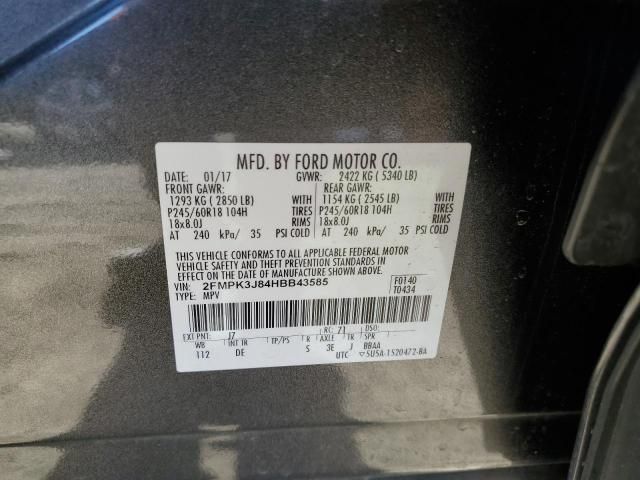 MFD. BY FORD MOTOR CO.
DATE: 01/17 GVWR: 2422 KG ( 5340 LB)
FRONT GAWR: REAR GAWR:
1293 KG ( 2850 LB) WITH 1154 KG ( 2545 LB) WITH
P245/60R18 104H TIRES P245/60R18 104H TIRES
18x8.0J RIMS 18x8.0J RIMS
AT 240 kPa/ 35 PSI COLD AT 240 kPa/ 35 PSI COLD
THIS VEHICLE CONFORMS TO ALL APPLICABLE FEDERAL MOTOR
VEHICLE SAFETY AND THEFT PREVENTION STANDARDS IN
EFFECT ON THE DATE OF MANUFACTURE SHOWN ABOVE.
VIN: 2FMPK3J84HBB43585 F0140
TYPE: MPV T0434
EXT PNT: J7 RC: 71 DSO:
WB INT TR TP/PS R AXLE TR SPR
112 DE S 3E J BBAA
UTC ▽5U5A-1520472-BA